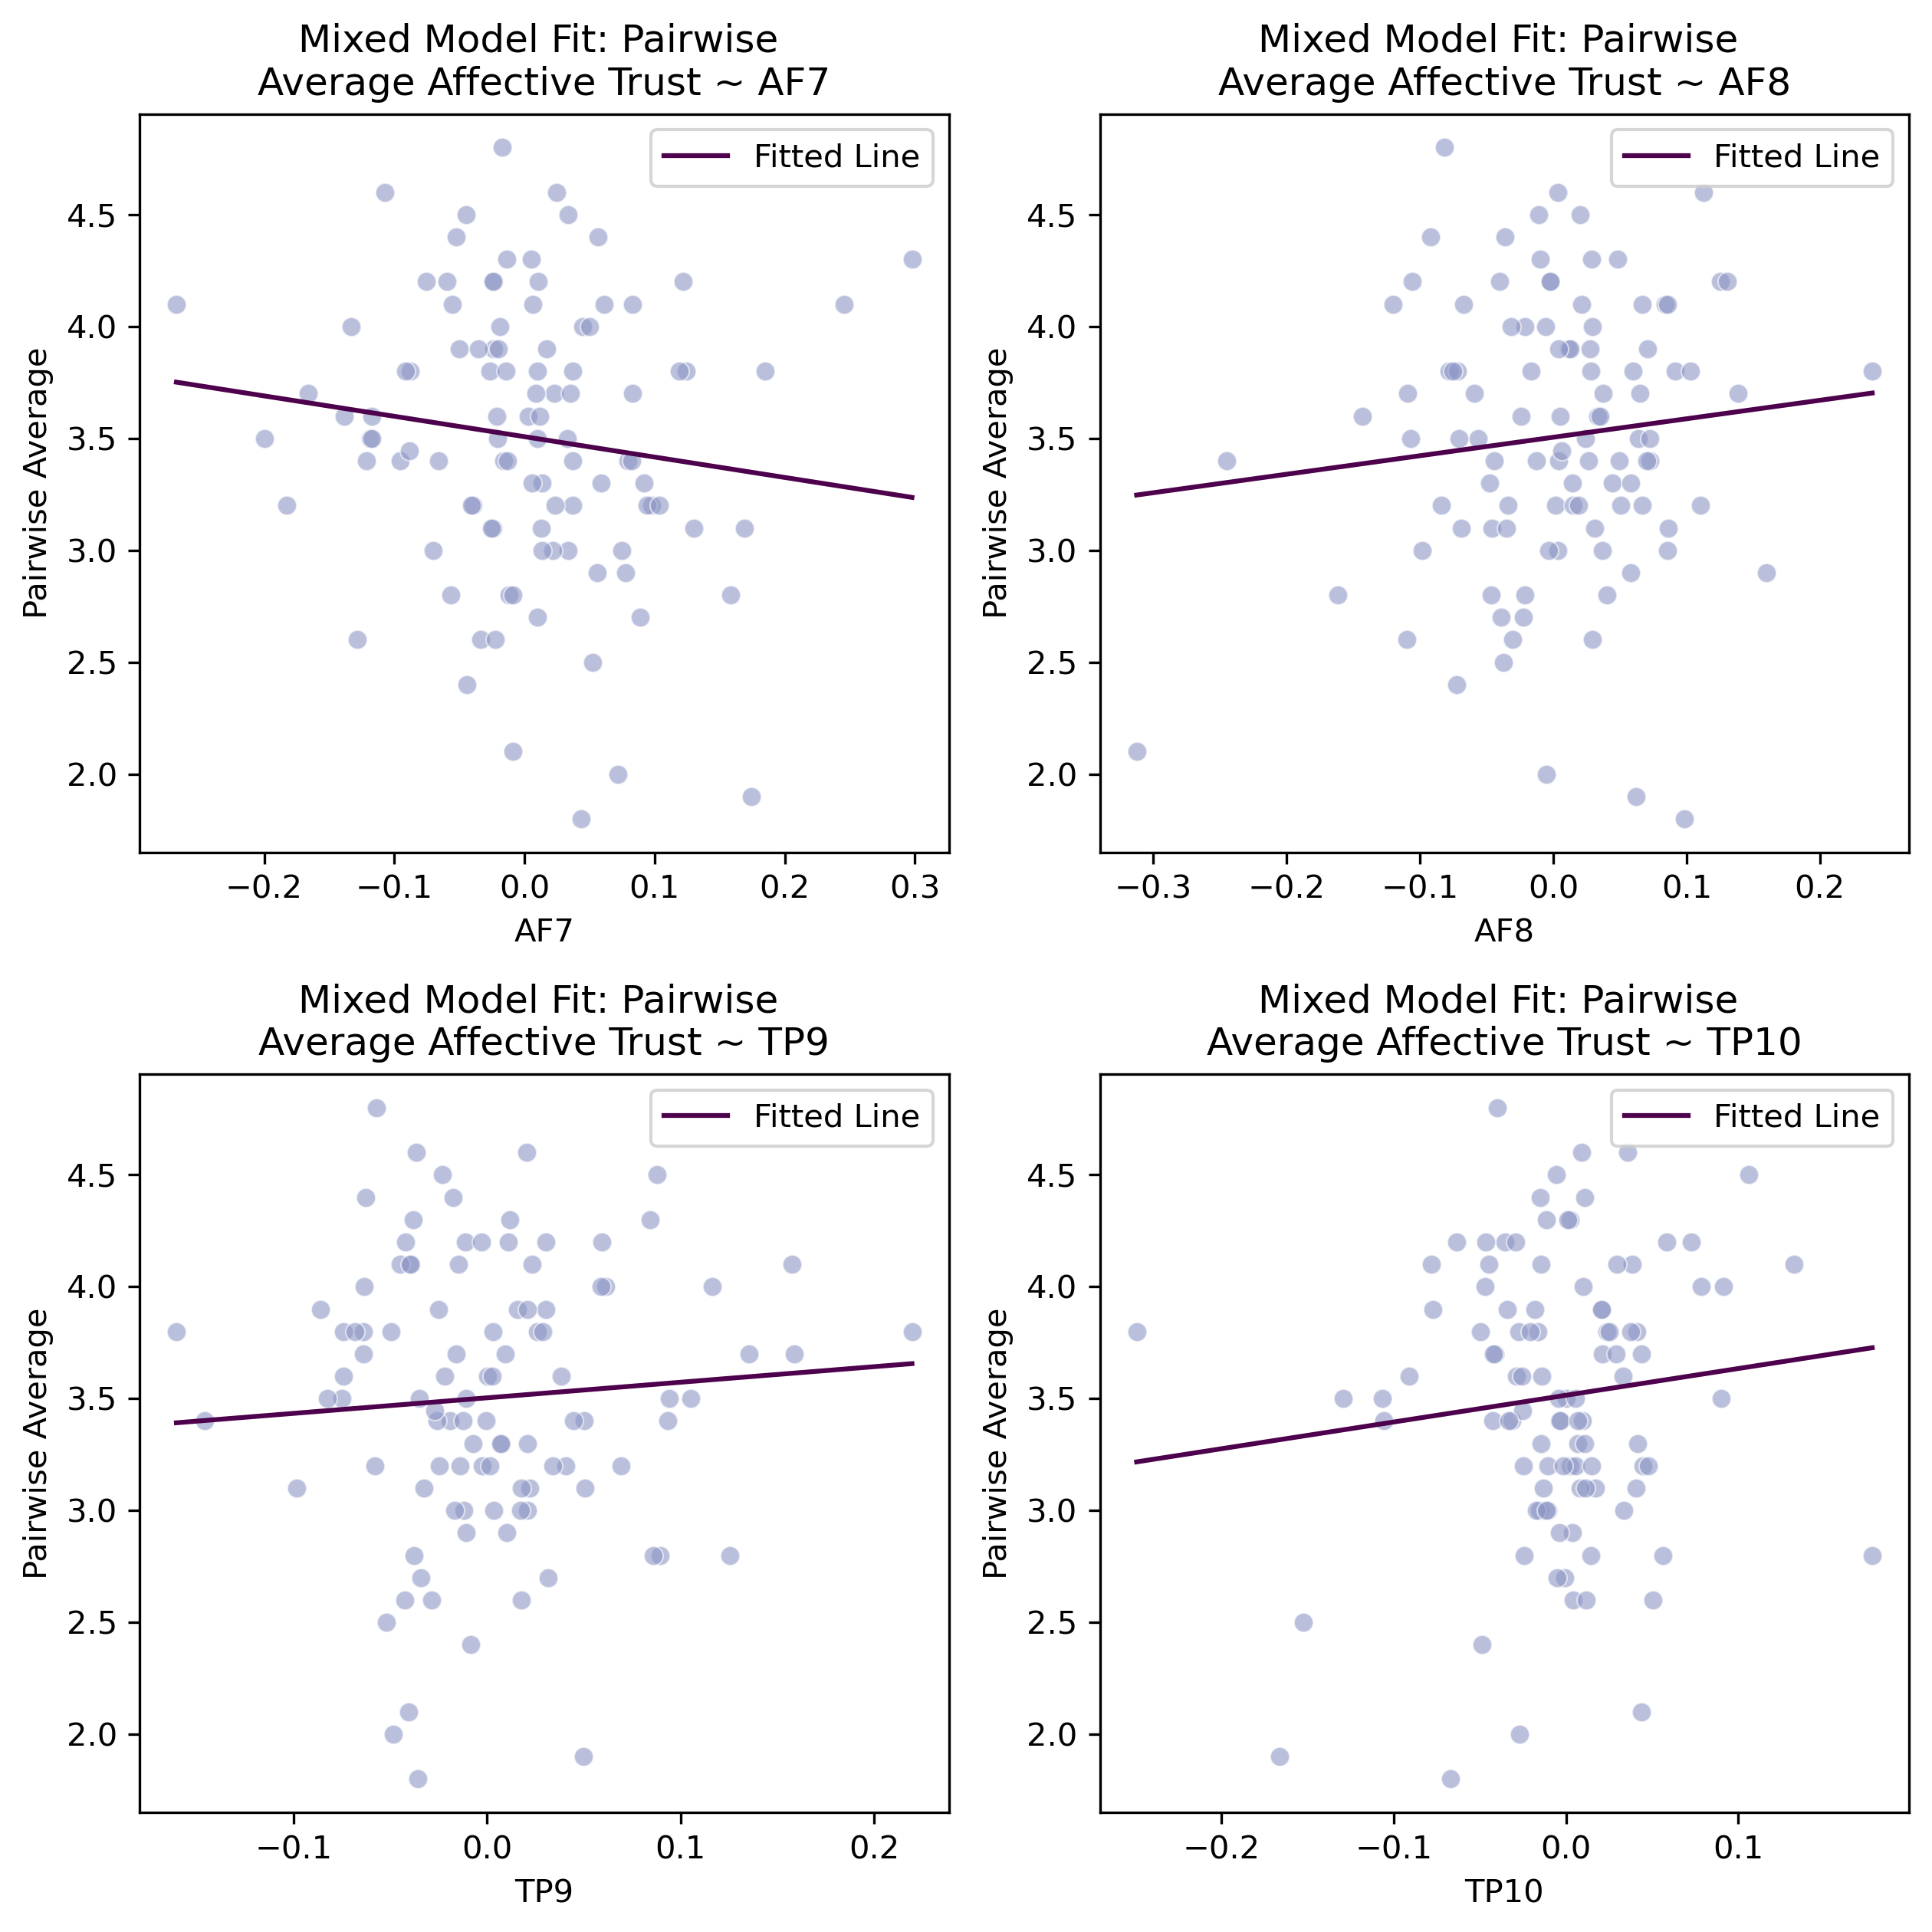 Mixed Model Fit: Pairwise
Average Affective Trust ~ AF7
Fitted Line
Pairwise Average
4.5
4.0
3.5
3.0
2.5
2.0
−0.2 −0.1 0.0 0.1 0.2 0.3
AF7
Mixed Model Fit: Pairwise
Average Affective Trust ~ AF8
Fitted Line
Pairwise Average
4.5
4.0
3.5
3.0
2.5
2.0
−0.3 −0.2 −0.1 0.0 0.1 0.2
AF8
Mixed Model Fit: Pairwise
Average Affective Trust ~ TP9
Fitted Line
Pairwise Average
4.5
4.0
3.5
3.0
2.5
2.0
−0.1 0.0 0.1 0.2
TP9
Mixed Model Fit: Pairwise
Average Affective Trust ~ TP10
Fitted Line
Pairwise Average
4.5
4.0
3.5
3.0
2.5
2.0
−0.2 −0.1 0.0 0.1
TP10